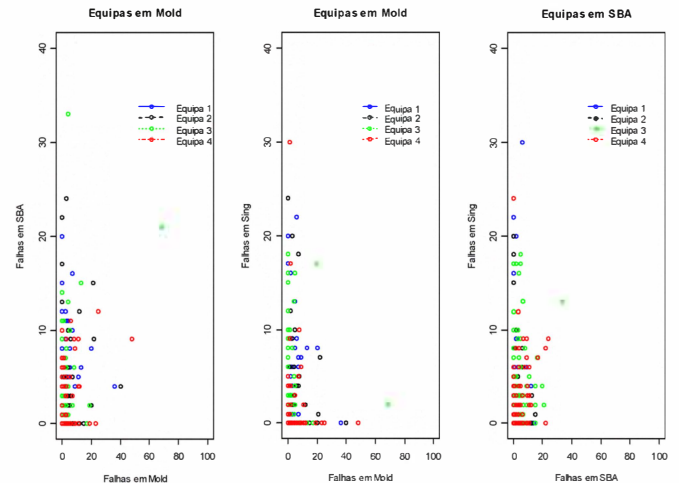 Equipas em Mold
Falhas em SBA
40
30
20
10
0
0 20 40 60 80 100
Falhas em Mold
Equipa 1
Equipa 2
Equipa 3
Equipa 4
Equipas em Mold
Falhas em Sing
40
30
20
10
0
0 20 40 60 80 100
Falhas em Mold
Equipa 1
Equipa 2
Equipa 3
Equipa 4
Equipas em SBA
Falhas em Sing
40
30
20
10
0
0 20 40 60 80 100
Falhas em SBA
Equipa 1
Equipa 2
Equipa 3
Equipa 4